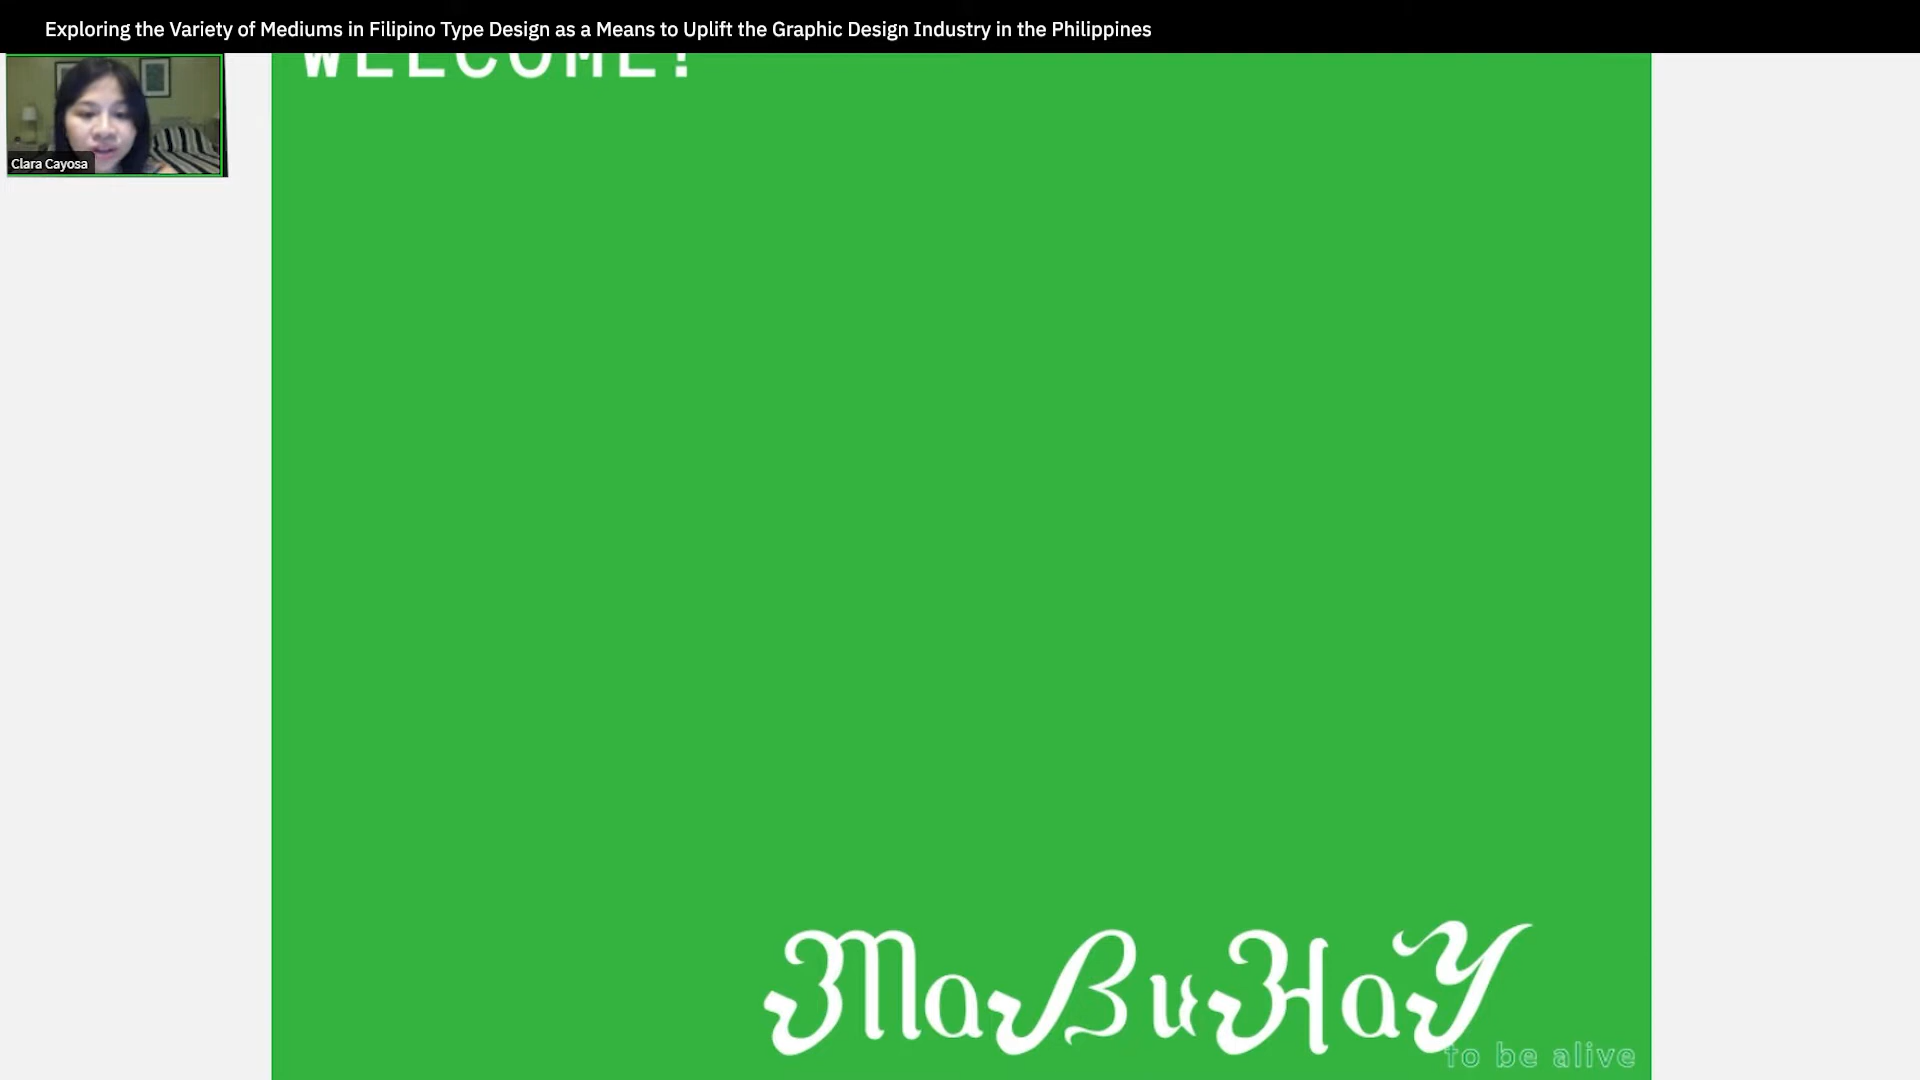 Exploring the Variety of Mediums in Filipino Type Design as a Means to Uplift the Graphic Design Industry in the Philippines
WELCOME!
Clara Cayosa
MaBuHaY
to be alive